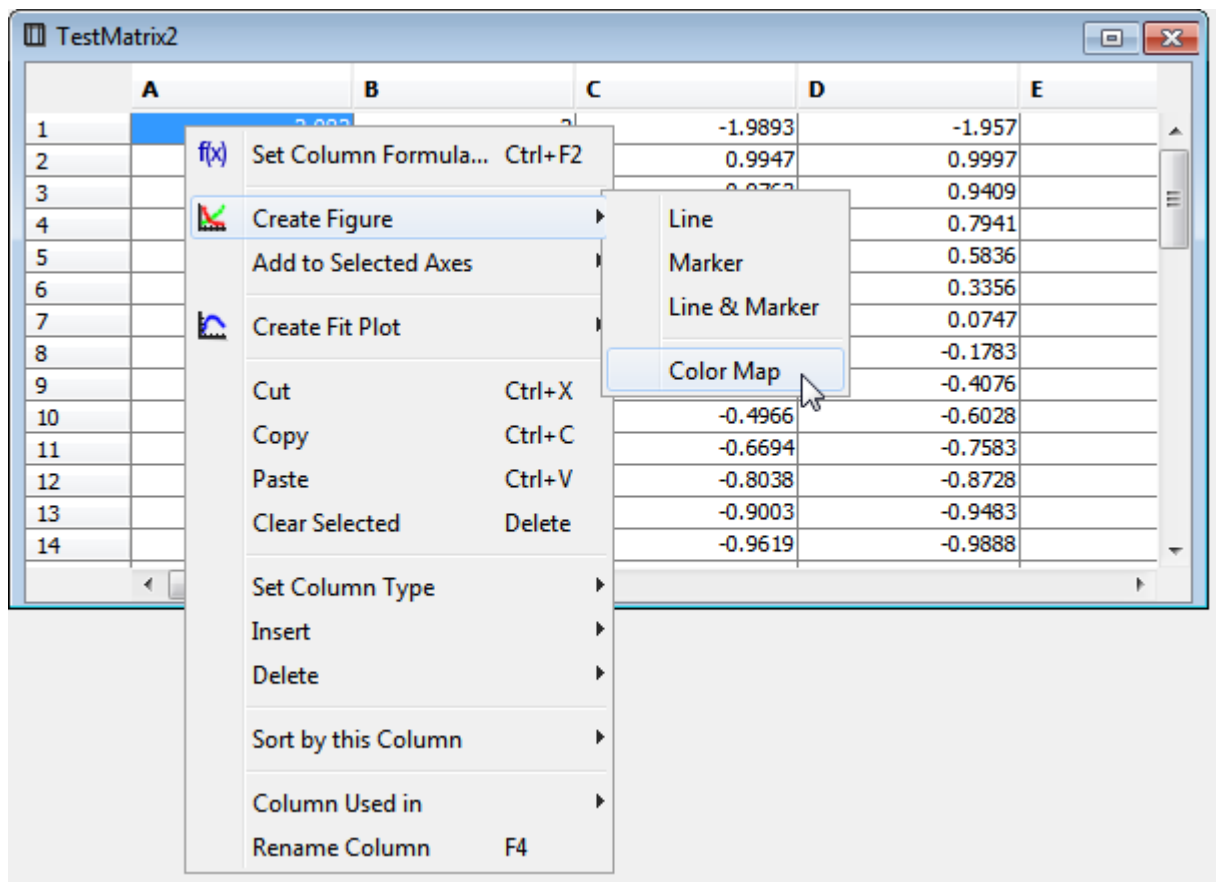 TestMatrix2
A B C D E
1 -1.9893 -1.957
2 0.9947 0.9997
3 0.9409
4 0.7941
5 0.5836
6 0.3356
7 0.0747
8 -0.1783
9 -0.4076
10 -0.4966 -0.6028
11 -0.6694 -0.7583
12 -0.8038 -0.8728
13 -0.9003 -0.9483
14 -0.9619 -0.9888
f(x) Set Column Formula... Ctrl+F2
Create Figure
Add to Selected Axes
Create Fit Plot
Cut Ctrl+X
Copy Ctrl+C
Paste Ctrl+V
Clear Selected Delete
Set Column Type
Insert
Delete
Sort by this Column
Column Used in
Rename Column F4
Line
Marker
Line & Marker
Color Map